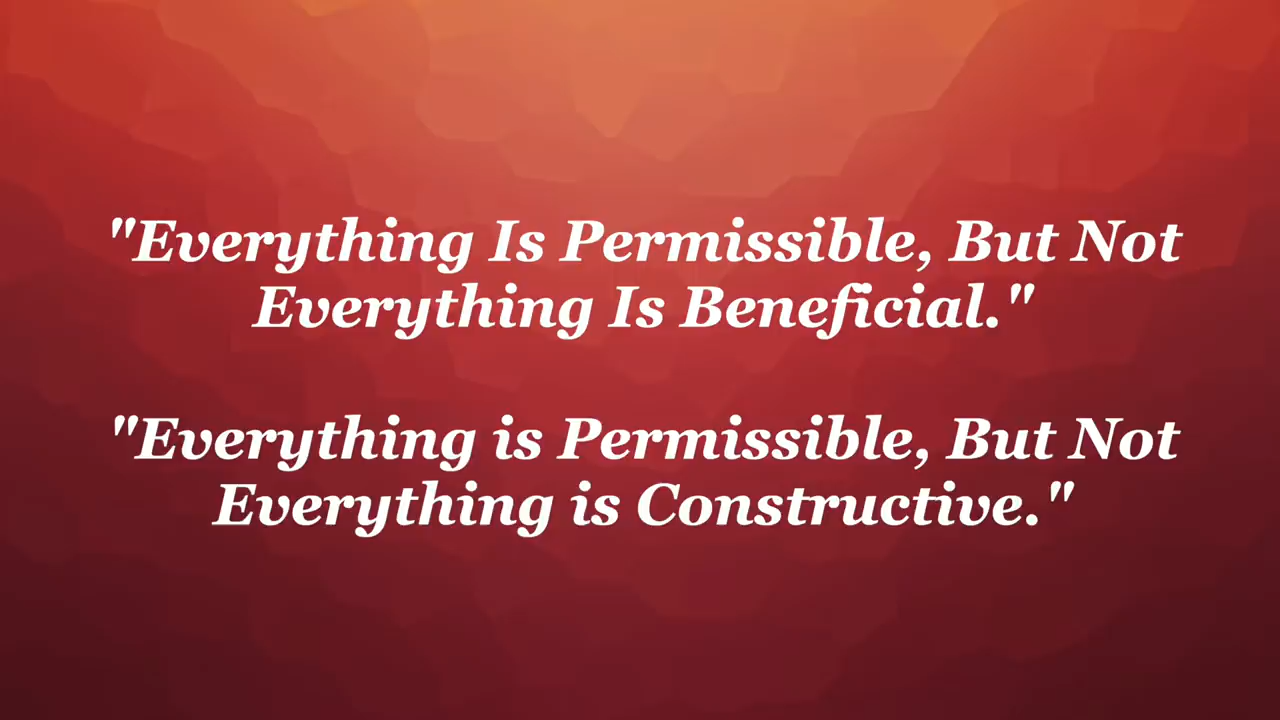 "Everything Is Permissible, But Not
Everything Is Beneficial."
"Everything is Permissible, But Not
Everything is Constructive."